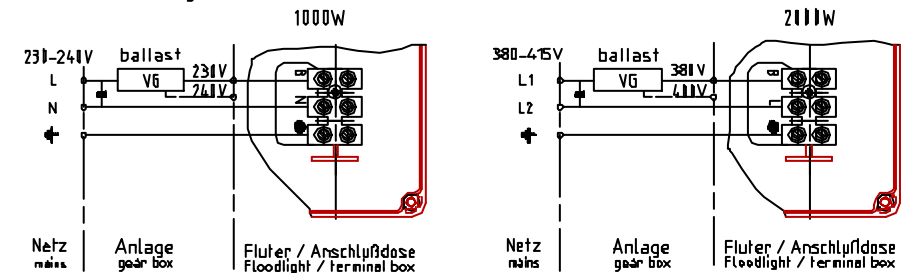 1000W
230-240V
ballast
L
VG
230V
240V
N
Netz
mains
Anlage
gear box
Fluter / Anschlußdose
Floodlight / terminal box
2000W
380-415V
ballast
L1
VG
380V
400V
L2
Netz
mains
Anlage
gear box
Fluter / Anschlußdose
Floodlight / terminal box